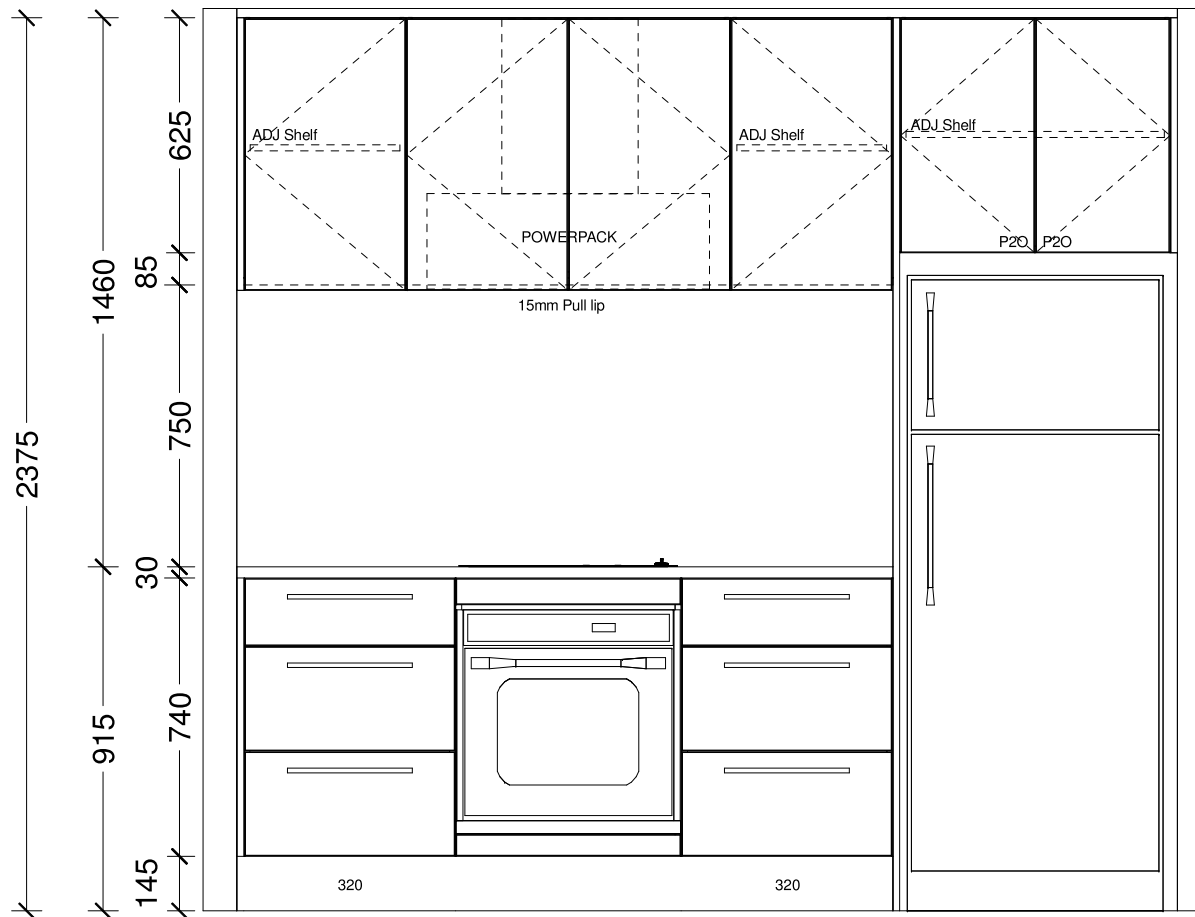 2375
1460
915
625
85
750
30
740
145
ADJ Shelf
ADJ Shelf
ADJ Shelf
POWERPACK
P2O
P2O
15mm Pull lip
320
320